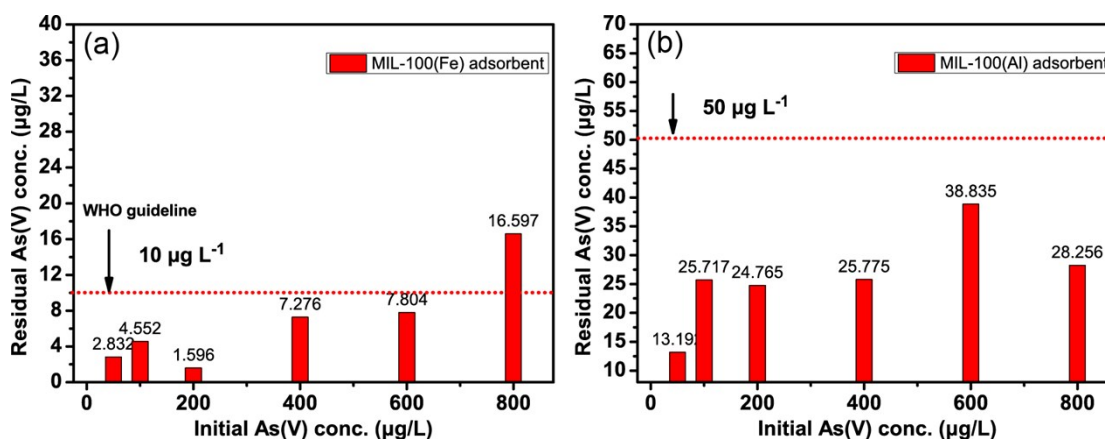 (a)
MIL-100(Fe) adsorbent
40
36
32
28
24
20
16
12
8
4
0
Residual As(V) conc. (µg/L)
WHO guideline
10 µg L-1
2.832
4.552
1.596
7.276
7.804
16.597
0 200 400 600 800
Initial As(V) conc. (µg/L)
(b)
MIL-100(Al) adsorbent
70
65
60
55
50
45
40
35
30
25
20
15
10
Residual As(V) conc. (µg/L)
50 µg L-1
13.192
25.717
24.765
25.775
38.835
28.256
0 200 400 600 800
Initial As(V) conc. (µg/L)